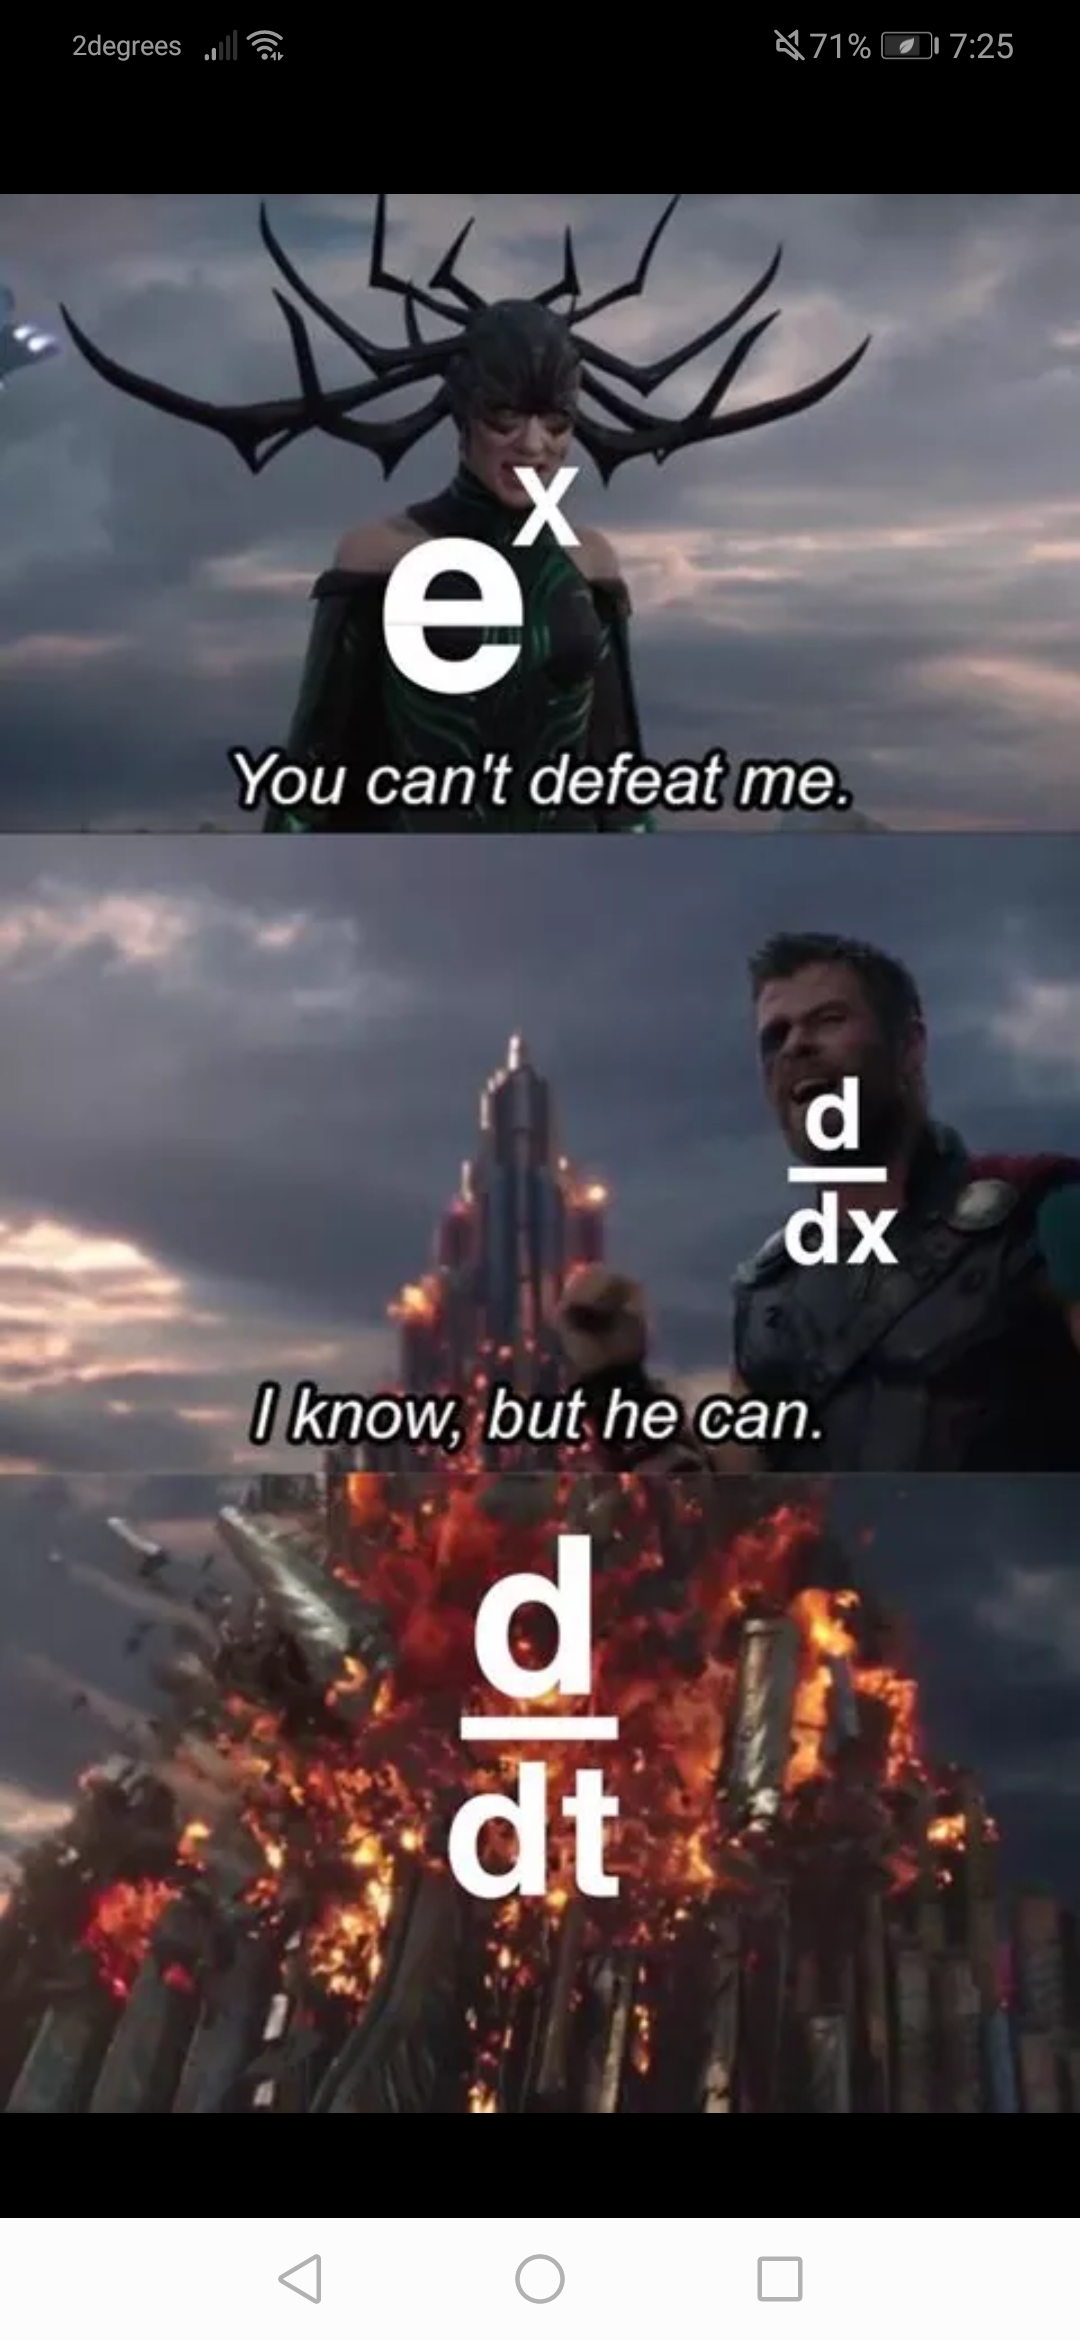 2degrees 71% 7:25
e^x
You can't defeat me.
d
dx
I know, but he can.
d
dt